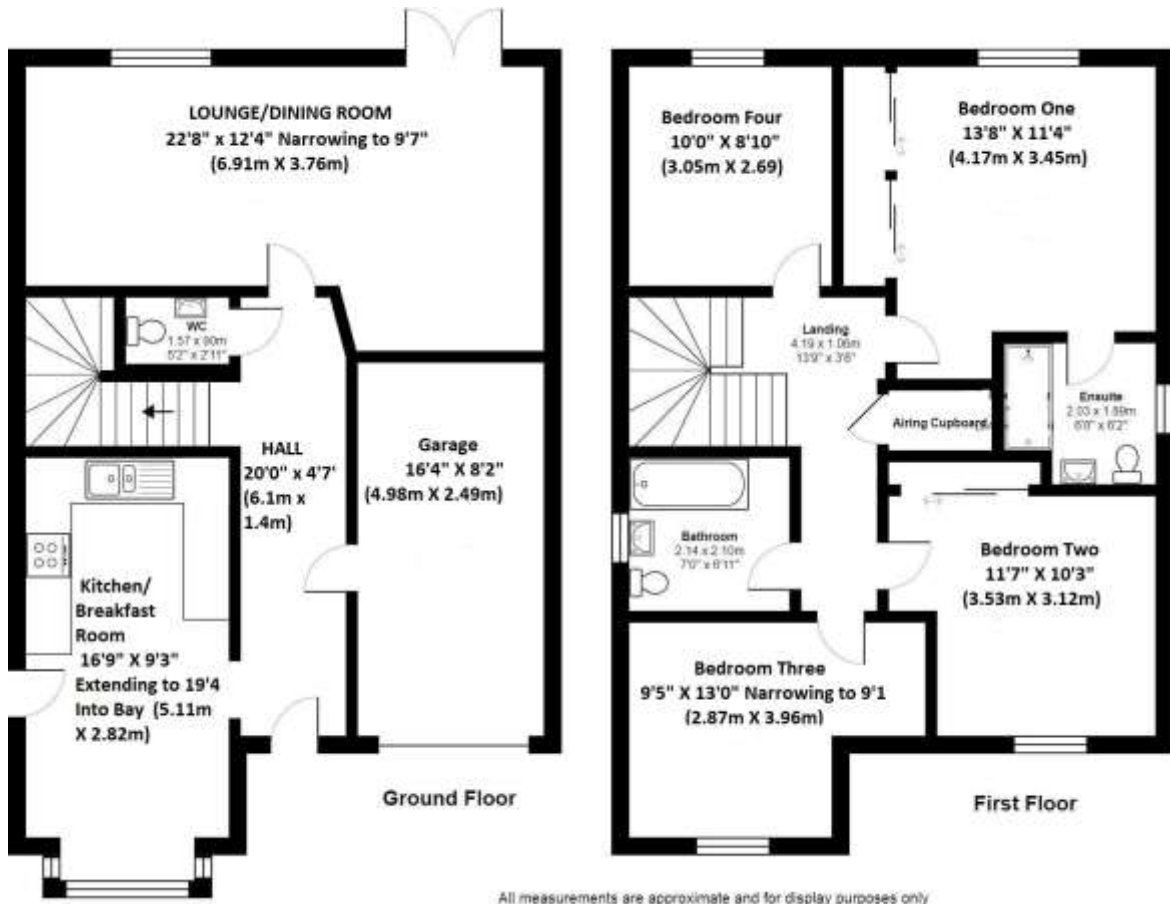 LOUNGE/DINING ROOM
22'8" x 12'4" Narrowing to 9'7"
(6.91m X 3.76m)
WC
1.57 x 90m
5'2" x 2'11"
HALL
20'0" x 4'7'
(6.1m x
1.4m)
Garage
16'4" X 8'2"
(4.98m X 2.49m)
Kitchen/
Breakfast
Room
16'9" X 9'3"
Extending to 19'4
Into Bay (5.11m
X 2.82m)
Ground Floor
Bedroom Four
10'0" X 8'10"
(3.05m X 2.69)
Bedroom One
13'8" X 11'4"
(4.17m X 3.45m)
Landing
4.19 x 1.06m
13'9" x 3'6"
Airing Cupboard
Ensuite
2.03 x 1.89m
6'8" x 6'2"
Bathroom
2.14 x 2.10m
7'0" x 6'11"
Bedroom Two
11'7" X 10'3"
(3.53m X 3.12m)
Bedroom Three
9'5" X 13'0" Narrowing to 9'1
(2.87m X 3.96m)
First Floor
All measurements are approximate and for display purposes only